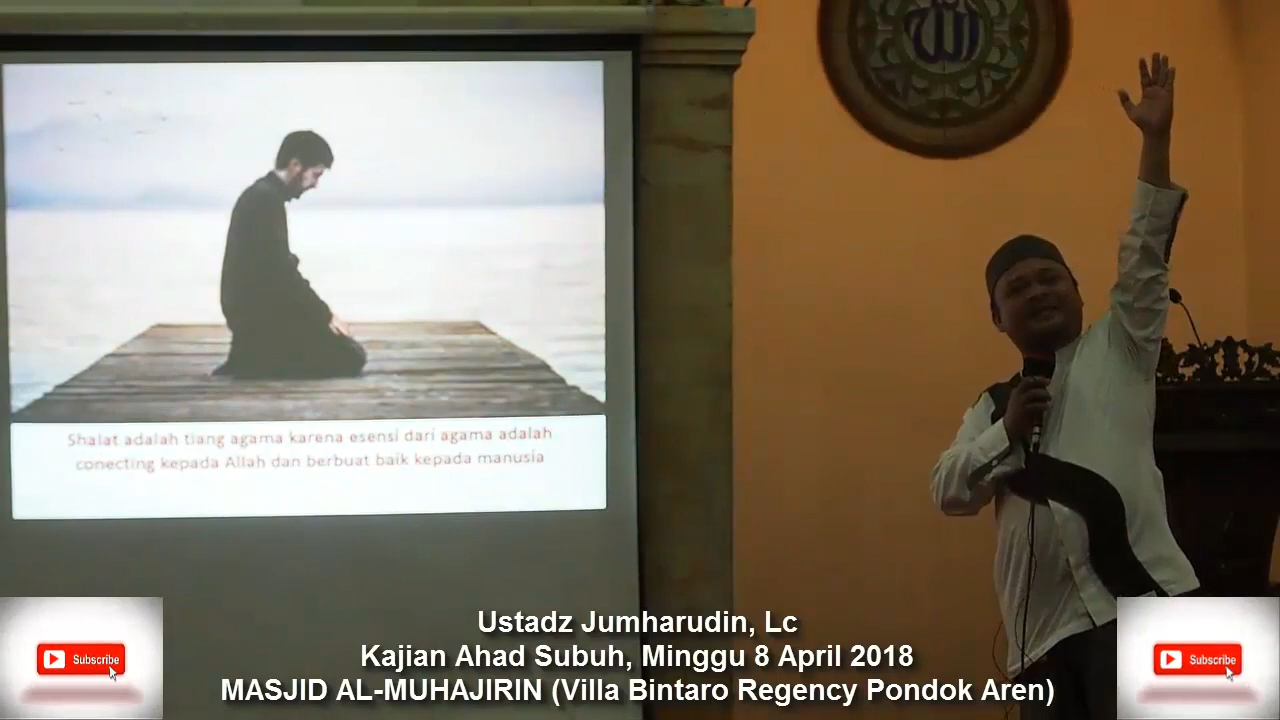 الله
Shalat adalah tiang agama karena esensi dari agama adalah
conecting kepada Allah dan berbuat baik kepada manusia
Ustadz Jumharudin, Lc
Kajian Ahad Subuh, Minggu 8 April 2018
MASJID AL-MUHAJIRIN (Villa Bintaro Regency Pondok Aren)
Subscribe
Subscribe